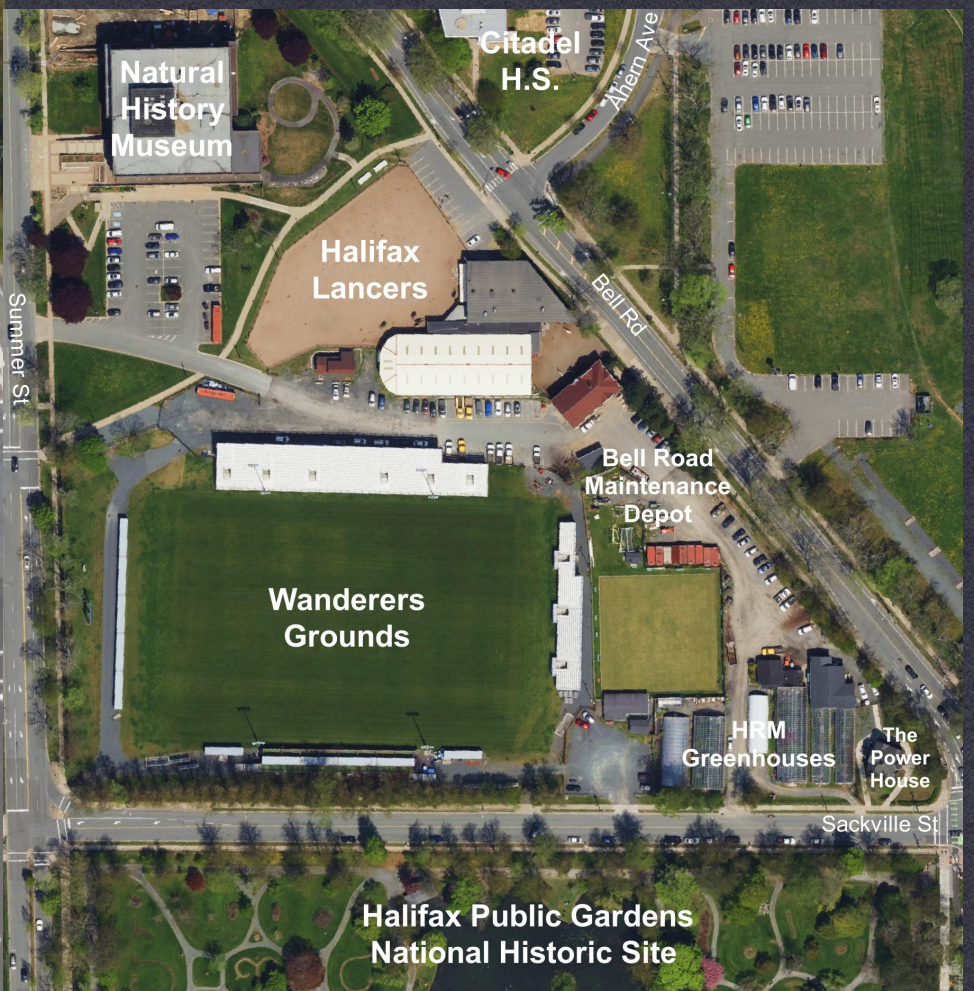 Citadel
H.S.
Ahern Ave
Natural
History
Museum
Halifax
Lancers
Bell Rd
Summer St
Bell Road
Maintenance
Depot
Wanderers
Grounds
HRM
Greenhouses
The
Power
House
Sackville St
Halifax Public Gardens
National Historic Site